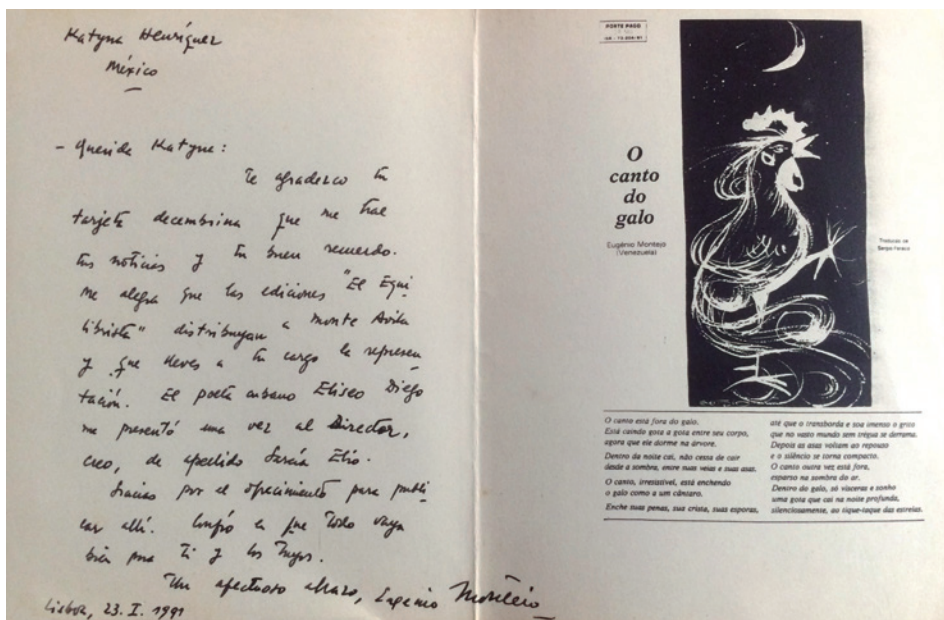 Katyna Henríquez
México
- Querida Katyna:
Te agradezco tu
tarjeta decembrina que me trae
tus noticias y tu buen recuerdo.
Me alegra que las ediciones "El Equi
librista" distribuyan a Monte Avila
y que lleves a tu cargo la represen
tación. El poeta cubano Eliseo Diego
me presentó una vez al Director,
creo, de apellido García Elío.
Gracias por el ofrecimiento para publi
car allí. Confío en que todo vaya
bien para ti y los tuyos.
Un afectuoso abrazo, Eugenio Montejo
Lisboa, 23. I. 1991
PORTE PAGO
O
canto
do
galo
Eugénio Montejo
(Venezuela)
Tradução de
Sergio Faraco
O canto está fora do galo.
Está caindo gota a gota entre seu corpo,
agora que ele dorme na árvore.
Dentro da noite cai, não cessa de cair
desde a sombra, entre suas veias e suas asas.
O canto, irresistível, está enchendo
o galo como a um cântaro.
Enche suas penas, sua crista, suas esporas,
até que o transborda e soa imenso o grito
que no vasto mundo sem trégua se derrama.
Depois as asas voltam ao repouso
e o silêncio se torna compacto.
O canto outra vez está fora,
esparso na sombra do ar.
Dentro do galo, só vísceras e sonho
uma gota que cai na noite profunda,
silenciosamente, ao tique-taque das estrelas.